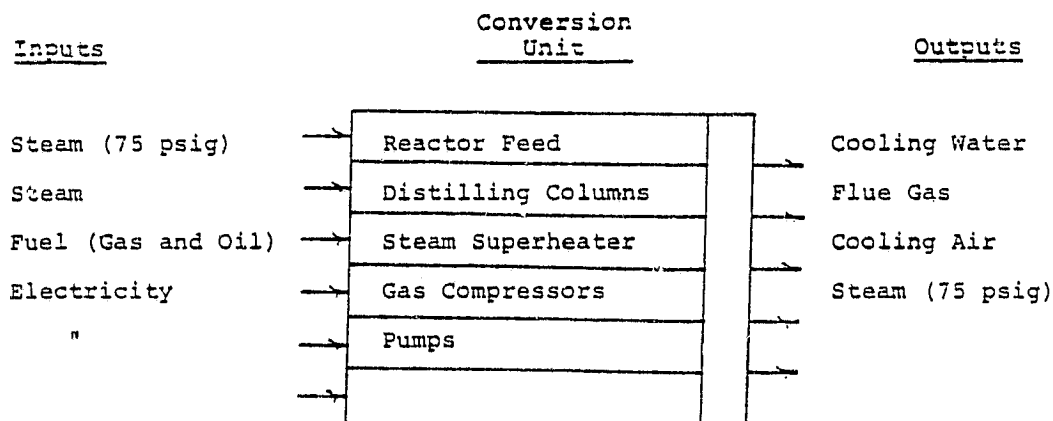 Conversion
Inputs Unit Outputs
Steam (75 psig) Reactor Feed Cooling Water
Steam Distilling Columns Flue Gas
Fuel (Gas and Oil) Steam Superheater Cooling Air
Electricity Gas Compressors Steam (75 psig)
" Pumps